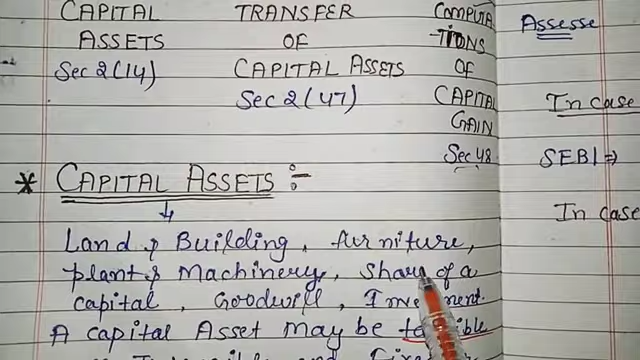 CAPITAL ASSETS Sec 2(14)
TRANSFER OF CAPITAL ASSETS Sec 2(47)
COMPUTA
TIONS
OF
CAPITAL
GAIN
Sec 48
* CAPITAL ASSETS :-
Land & Building, furniture,
plant & Machinery, Share of a
capital, Goodwill,
A capital Asset may be
Assesse
In case
SEBI ⇒
In case